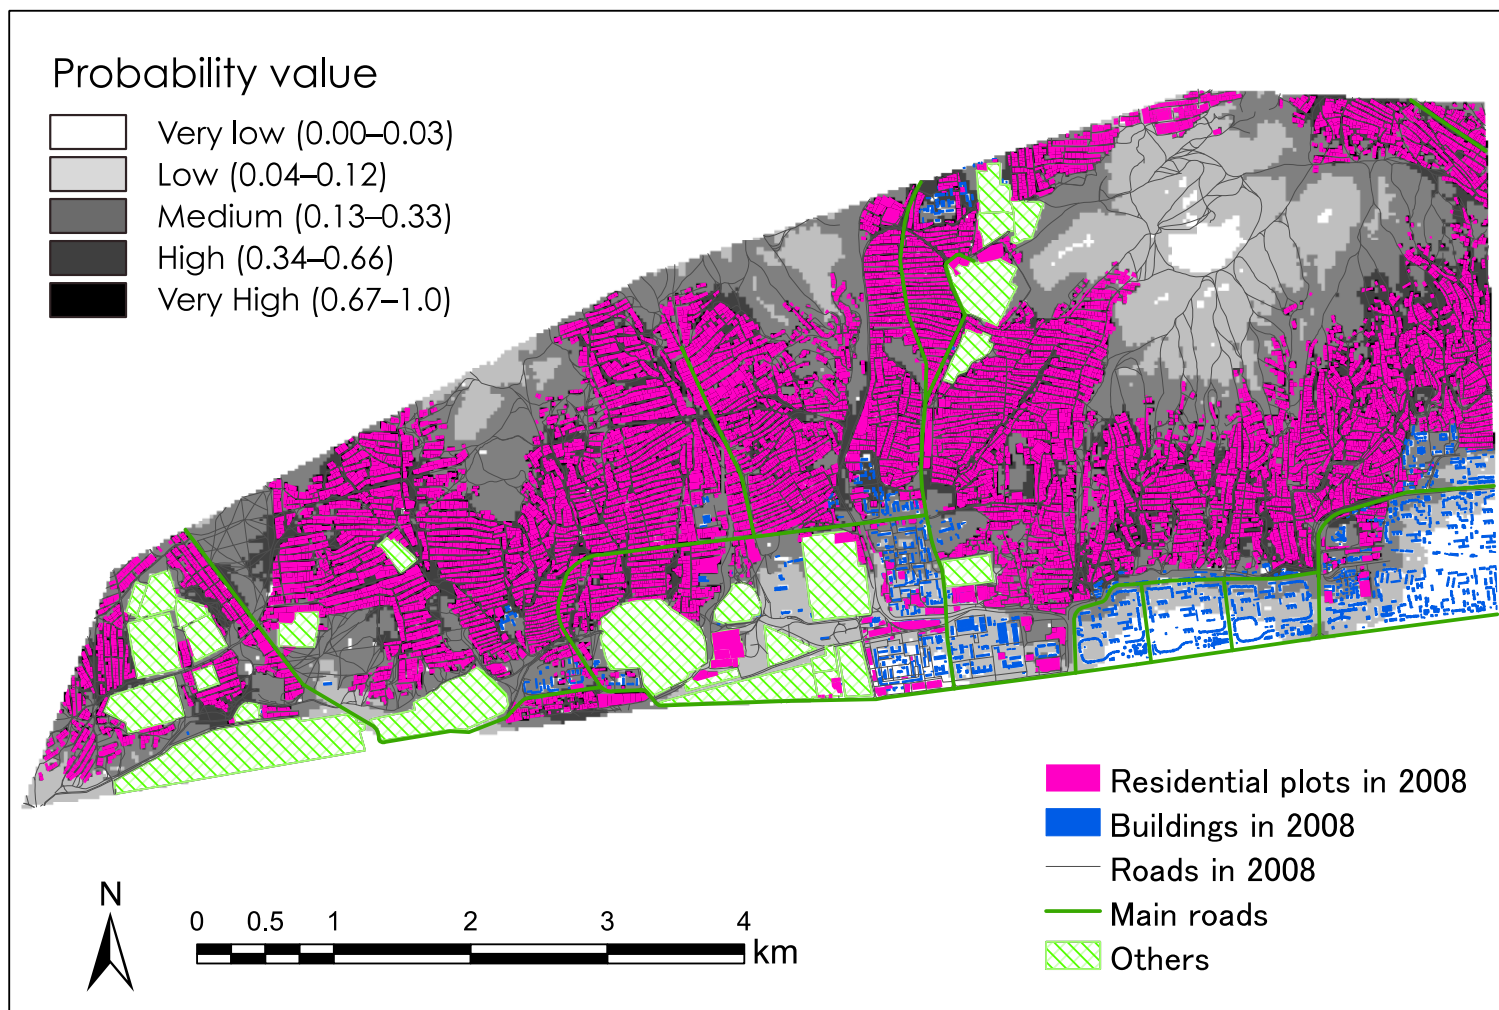 Probability value
Very low (0.00–0.03)
Low (0.04–0.12)
Medium (0.13–0.33)
High (0.34–0.66)
Very High (0.67–1.0)
Residential plots in 2008
Buildings in 2008
Roads in 2008
Main roads
Others
N
0 0.5 1 2 3 4
km